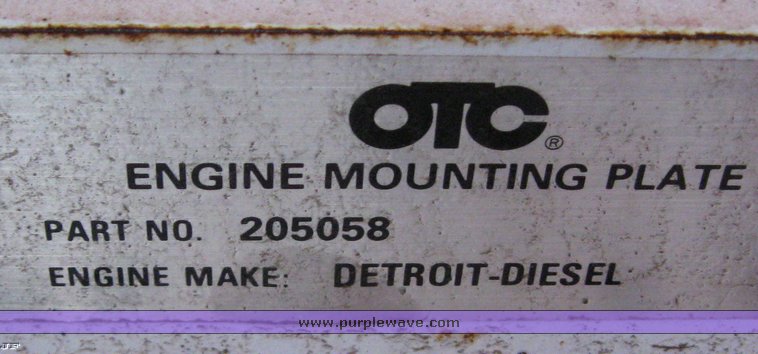 OTC®
ENGINE MOUNTING PLATE
PART NO. 205058
ENGINE MAKE: DETROIT-DIESEL
www.purplewave.com